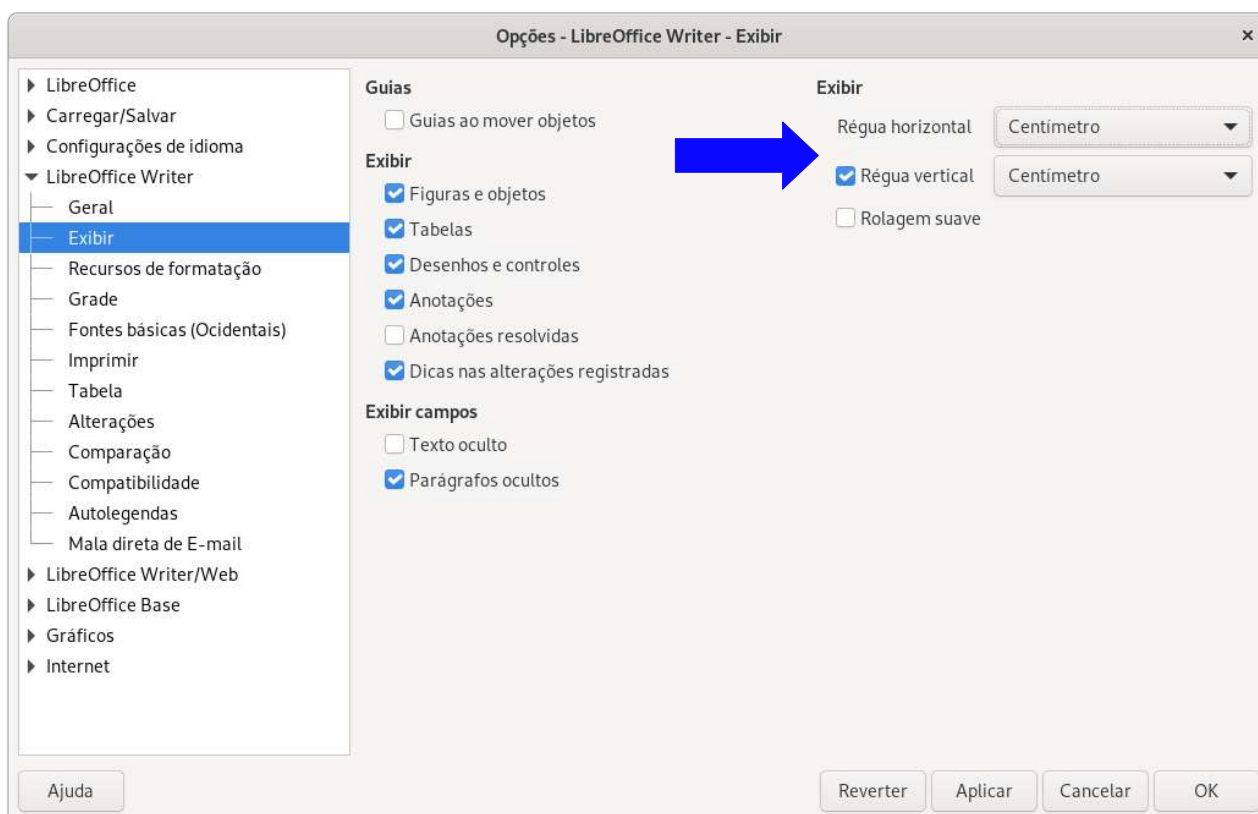 Opções - LibreOffice Writer - Exibir
×
LibreOffice
Carregar/Salvar
Configurações de idioma
LibreOffice Writer
Geral
Exibir
Recursos de formatação
Grade
Fontes básicas (Ocidentais)
Imprimir
Tabela
Alterações
Comparação
Compatibilidade
Autolegendas
Mala direta de E-mail
LibreOffice Writer/Web
LibreOffice Base
Gráficos
Internet
Guias
Guias ao mover objetos
Exibir
Figuras e objetos
Tabelas
Desenhos e controles
Anotações
Anotações resolvidas
Dicas nas alterações registradas
Exibir campos
Texto oculto
Parágrafos ocultos
Exibir
Régua horizontal Centímetro
Régua vertical Centímetro
Rolagem suave
Ajuda Reverter Aplicar Cancelar OK